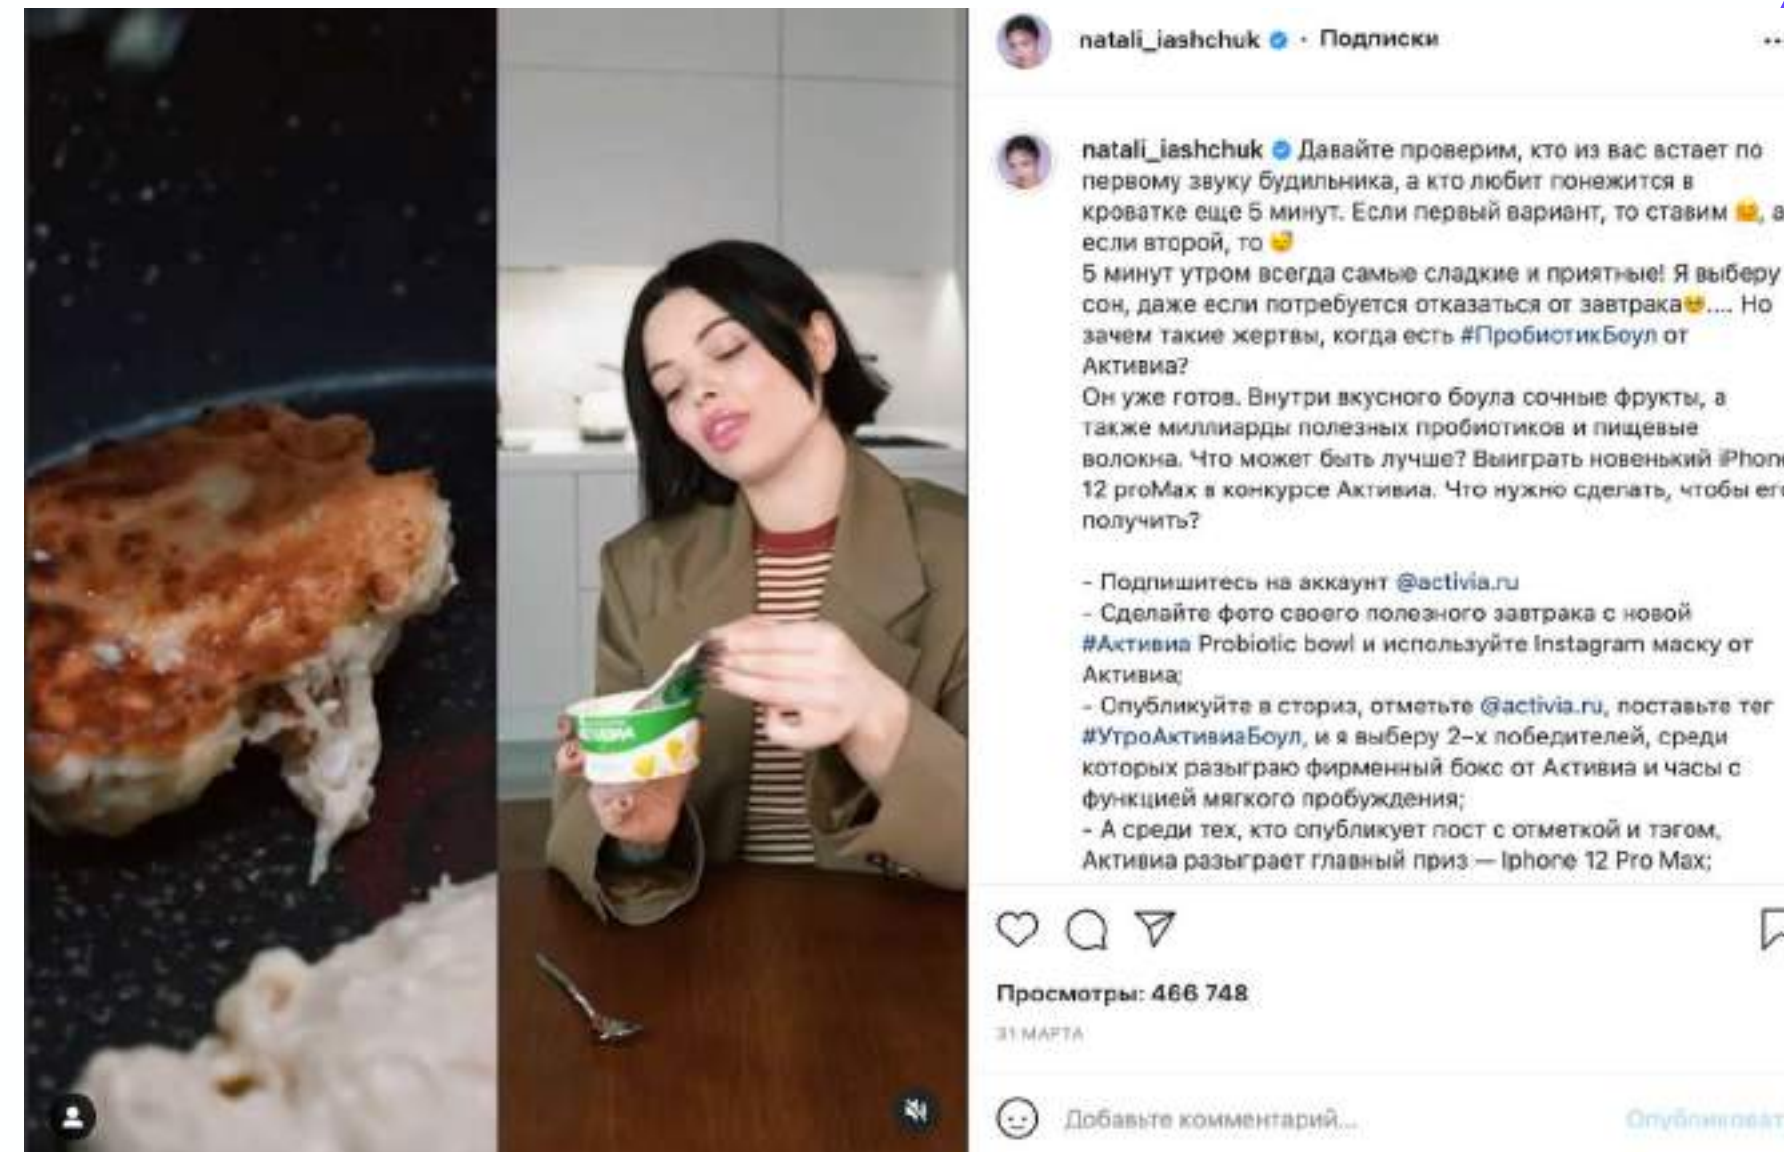 natali_iashchuk • Подписки
natali_iashchuk Давайте проверим, кто из вас встает по
первому звуку будильника, а кто любит понежится в
кроватке еще 5 минут. Если первый вариант, то ставим 🤗, а
если второй, то 😴
5 минут утром всегда самые сладкие и приятные! Я выберу
сон, даже если потребуется отказаться от завтрака🥺.... Но
зачем такие жертвы, когда есть #ПробиотикБоул от
Активиа?
Он уже готов. Внутри вкусного боула сочные фрукты, а
также миллиарды полезных пробиотиков и пищевые
волокна. Что может быть лучше? Выиграть новенький iPhone
12 proMax в конкурсе Активиа. Что нужно сделать, чтобы его
получить?
- Подпишитесь на аккаунт @activia.ru
- Сделайте фото своего полезного завтрака с новой
#Активиа Probiotic bowl и используйте Instagram маску от
Активиа;
- Опубликуйте в сториз, отметьте @activia.ru, поставьте тег
#УтроАктивиаБоул, и я выберу 2-х победителей, среди
которых разыграю фирменный бокс от Активиа и часы с
функцией мягкого пробуждения;
- А среди тех, кто опубликует пост с отметкой и тэгом,
Активиа разыграет главный приз — Iphone 12 Pro Max;
Просмотры: 466 748
31 МАРТА
Добавьте комментарий...
Опубликоват
АКТИВИА